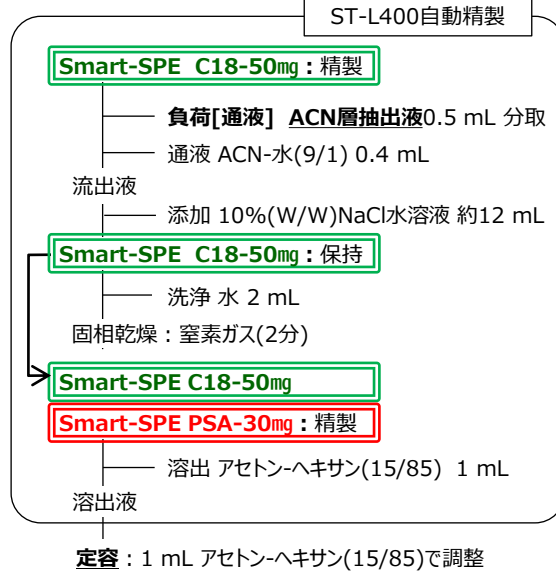 ST-L400自動精製
Smart-SPE C18-50mg：精製
負荷[通液] ACN層抽出液0.5 mL 分取
通液 ACN-水(9/1) 0.4 mL
流出液
添加 10%(W/W)NaCl水溶液 約12 mL
Smart-SPE C18-50mg：保持
洗浄 水 2 mL
固相乾燥：窒素ガス(2分)
Smart-SPE C18-50mg
Smart-SPE PSA-30mg：精製
溶出 アセトン-ヘキサン(15/85) 1 mL
溶出液
定容：1 mL アセトン-ヘキサン(15/85)で調整